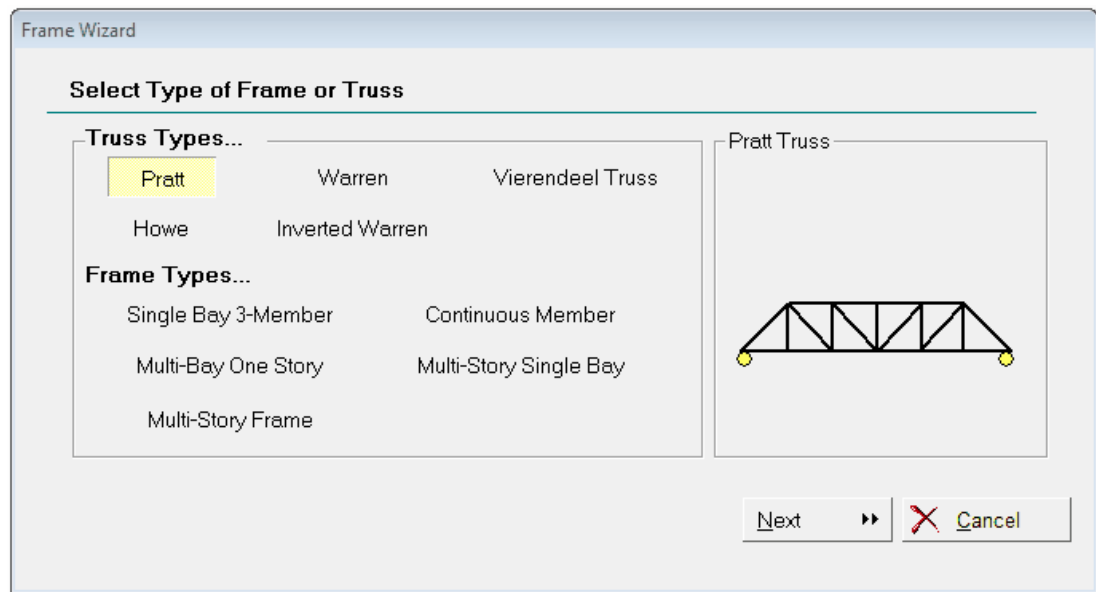 Frame Wizard
Select Type of Frame or Truss
Truss Types...
Pratt Warren Vierendeel Truss
Howe Inverted Warren
Frame Types...
Single Bay 3-Member Continuous Member
Multi-Bay One Story Multi-Story Single Bay
Multi-Story Frame
Pratt Truss
Next Cancel